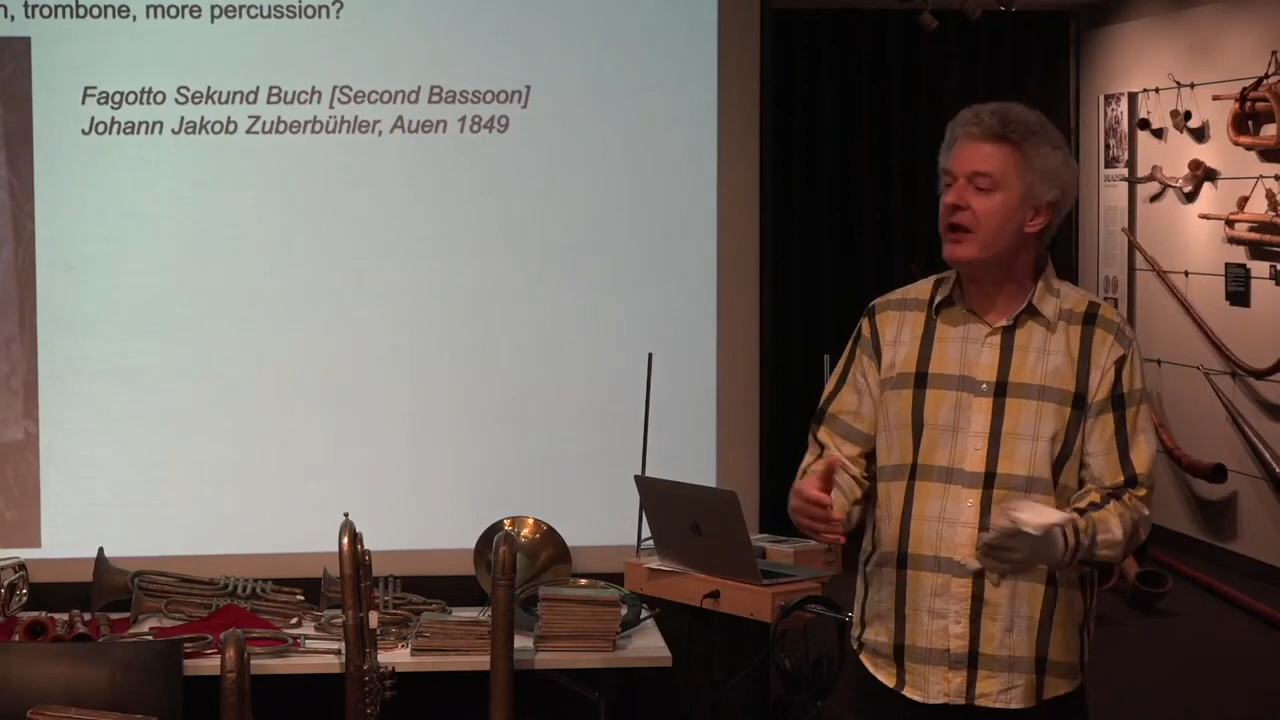 n, trombone, more percussion?
Fagotto Sekund Buch [Second Bassoon]
Johann Jakob Zuberbühler, Auen 1849